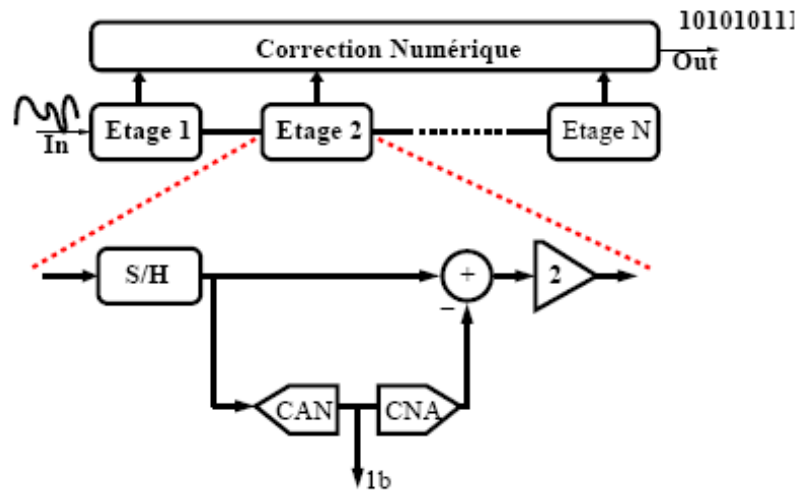 101010111
Correction Numérique
Out
In
Etage 1
Etage 2
Etage N
S/H
+
2
−
CAN
CNA
1b